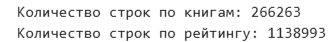 Количество строк по книгам: 266263
Количество строк по рейтингу: 1138993